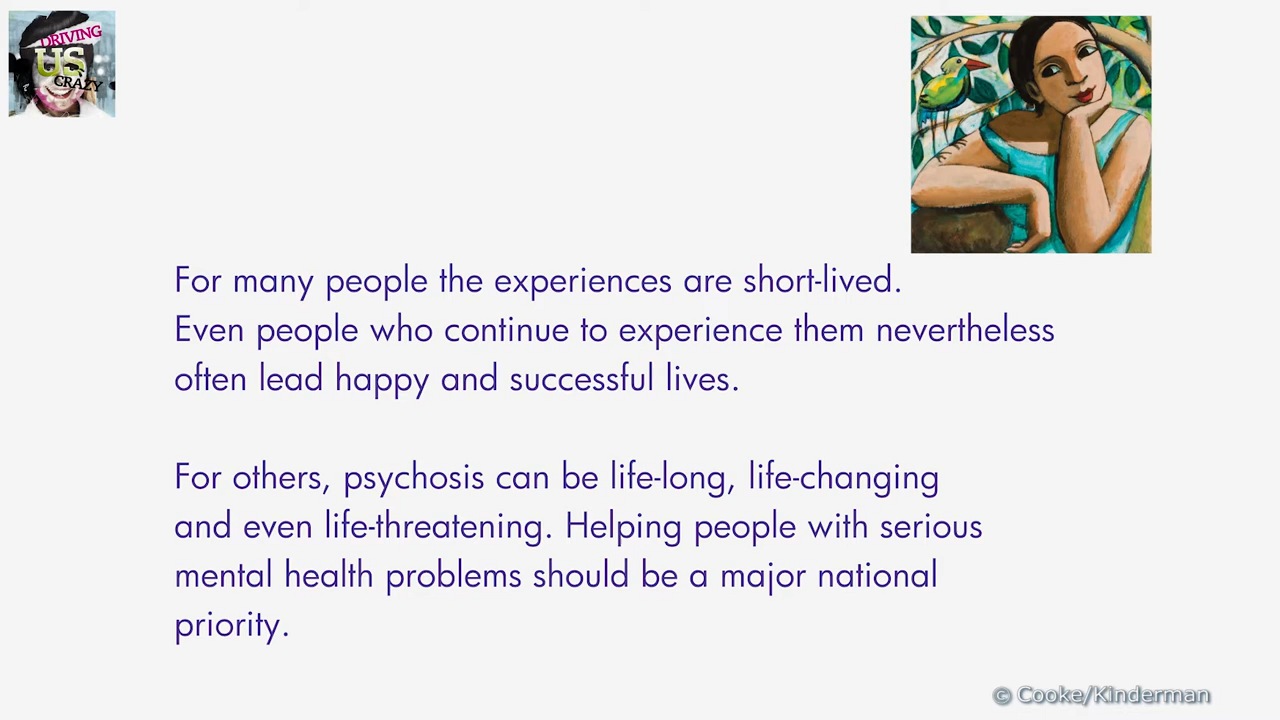 DRIVING
US
CRAZY
For many people the experiences are short-lived.
Even people who continue to experience them nevertheless
often lead happy and successful lives.
For others, psychosis can be life-long, life-changing
and even life-threatening. Helping people with serious
mental health problems should be a major national
priority.
© Cooke/Kinderman